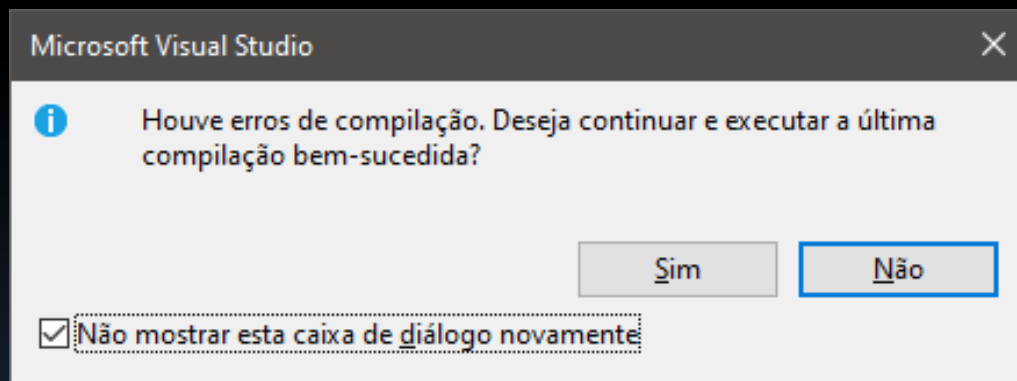 Microsoft Visual Studio
Houve erros de compilação. Deseja continuar e executar a última
compilação bem-sucedida?
Sim
Não
Não mostrar esta caixa de diálogo novamente